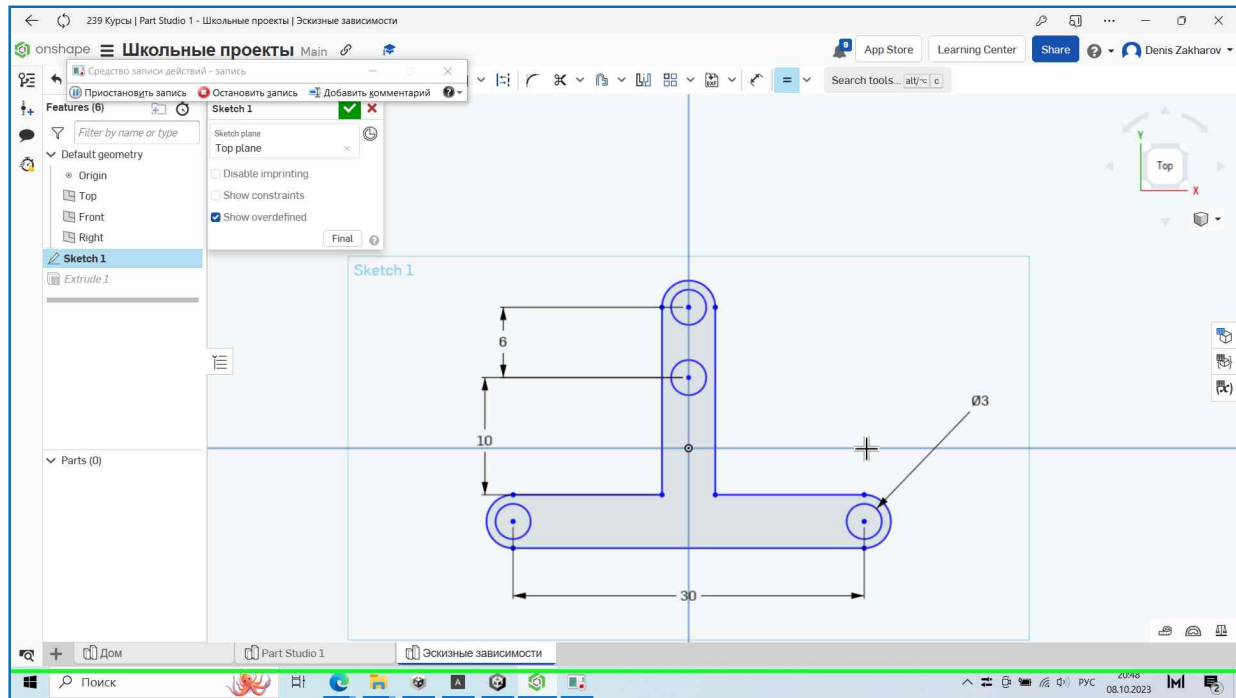 239 Курсы | Part Studio 1 - Школьные проекты | Эскизные зависимости
onshape Школьные проекты Main
9
App Store
Learning Center
Share
Denis Zakharov
Средство записи действий - запись
Приостановить запись Остановить запись Добавить комментарий
Search tools... alt/⌥ c
Features (6)
Filter by name or type
Default geometry
Origin
Top
Front
Right
Sketch 1
Extrude 1
Parts (0)
Sketch 1
Sketch plane
Top plane
Disable imprinting
Show constraints
Show overdefined
Final
Y
Top
X
Sketch 1
6
Ø3
10
30
Дом
Part Studio 1
Эскизные зависимости
Поиск
РУС
20:48
08.10.2023
2